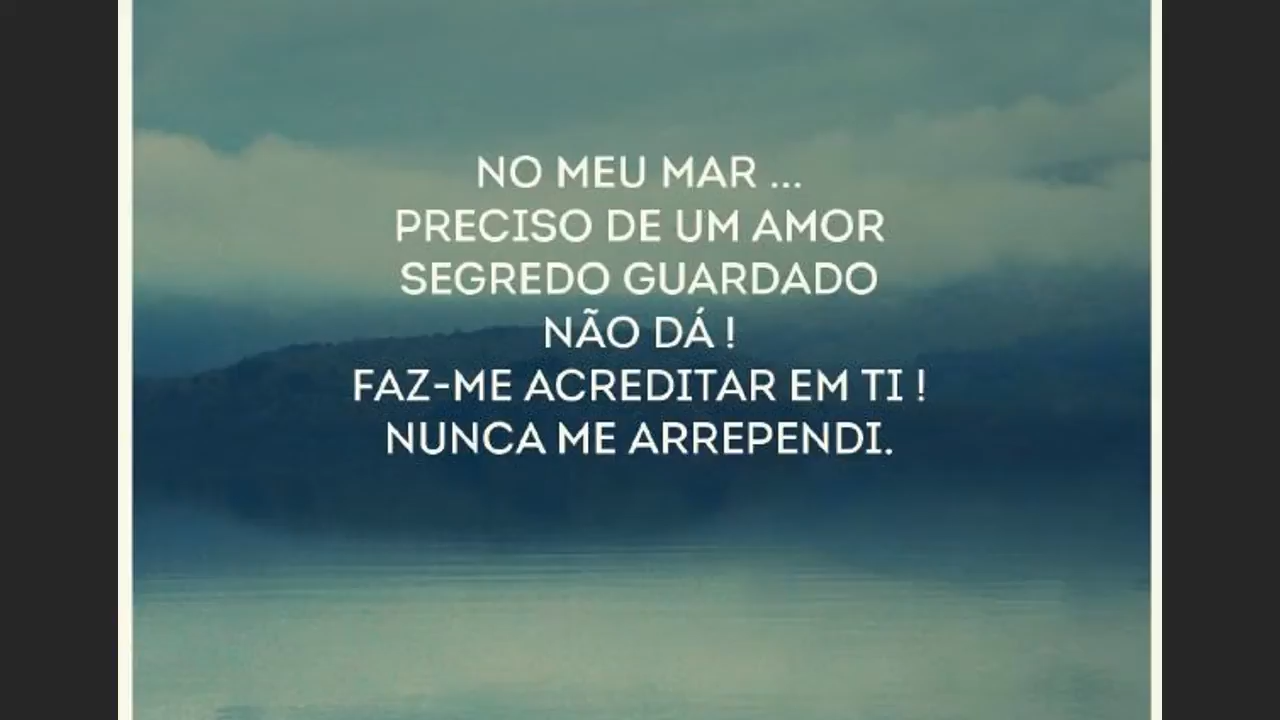 NO MEU MAR ...
PRECISO DE UM AMOR
SEGREDO GUARDADO
NÃO DÁ !
FAZ-ME ACREDITAR EM TI !
NUNCA ME ARREPENDI.